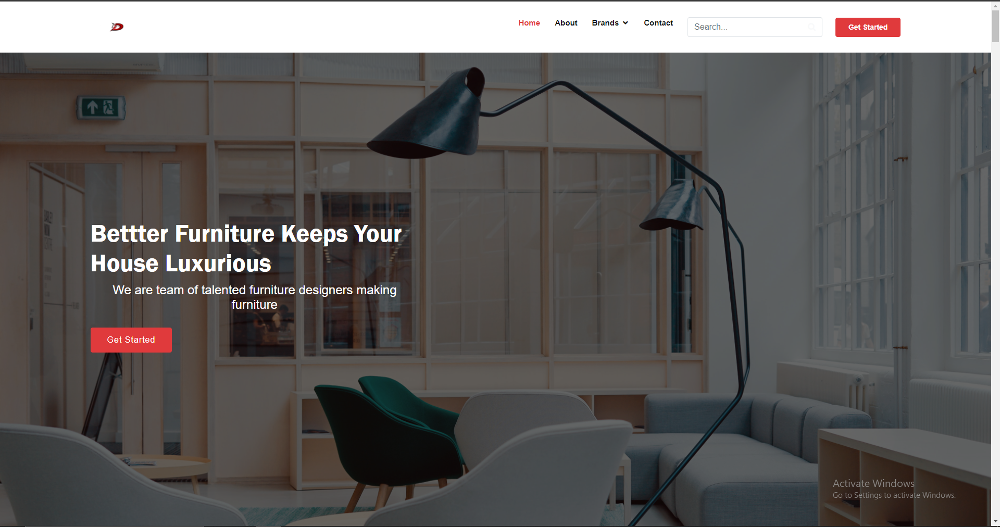 Home About Brands Contact Search... Get Started
Bettter Furniture Keeps Your
House Luxurious
We are team of talented furniture designers making
furniture
Get Started
Activate Windows
Go to Settings to activate Windows.